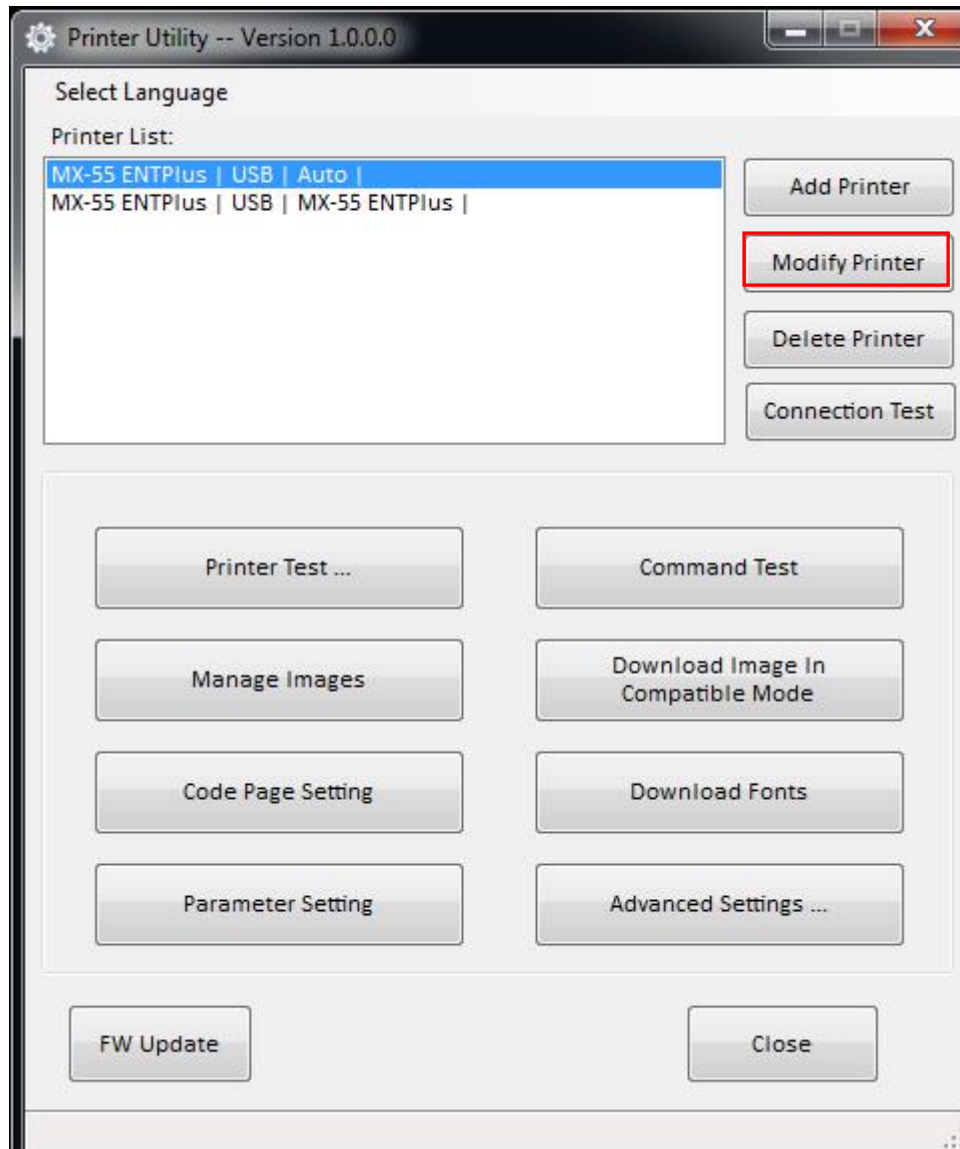 Printer Utility -- Version 1.0.0.0
Select Language
Printer List:
MX-55 ENTPlus | USB | Auto |
MX-55 ENTPlus | USB | MX-55 ENTPlus |
Add Printer
Modify Printer
Delete Printer
Connection Test
Printer Test ...
Command Test
Manage Images
Download Image In
Compatible Mode
Code Page Setting
Download Fonts
Parameter Setting
Advanced Settings ...
FW Update
Close